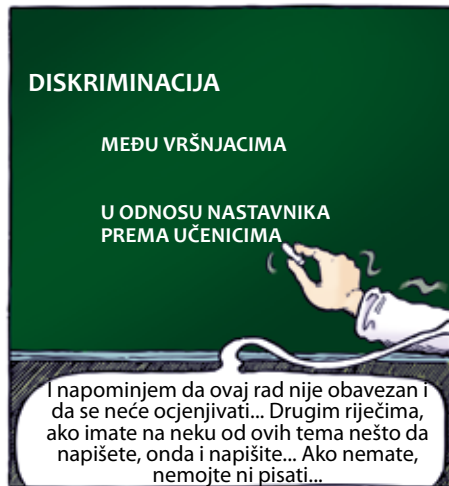 DISKRIMINACIJA
MEĐU VRŠNJACIMA
U ODNOSU NASTAVNIKA
PREMA UČENICIMA
I napominjem da ovaj rad nije obavezan i
da se neće ocjenjivati... Drugim riječima,
ako imate na neku od ovih tema nešto da
napišete, onda i napišite... Ako nemate,
nemojte ni pisati...